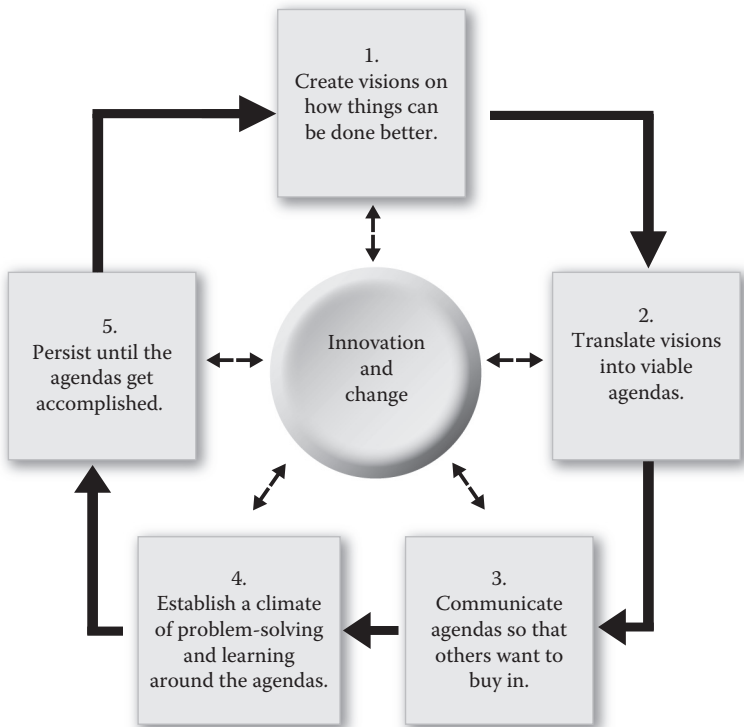 1.
Create visions on
how things can
be done better.
2.
Translate visions
into viable
agendas.
3.
Communicate
agendas so that
others want to
buy in.
4.
Establish a climate
of problem-solving
and learning
around the agendas.
5.
Persist until the
agendas get
accomplished.
Innovation
and
change